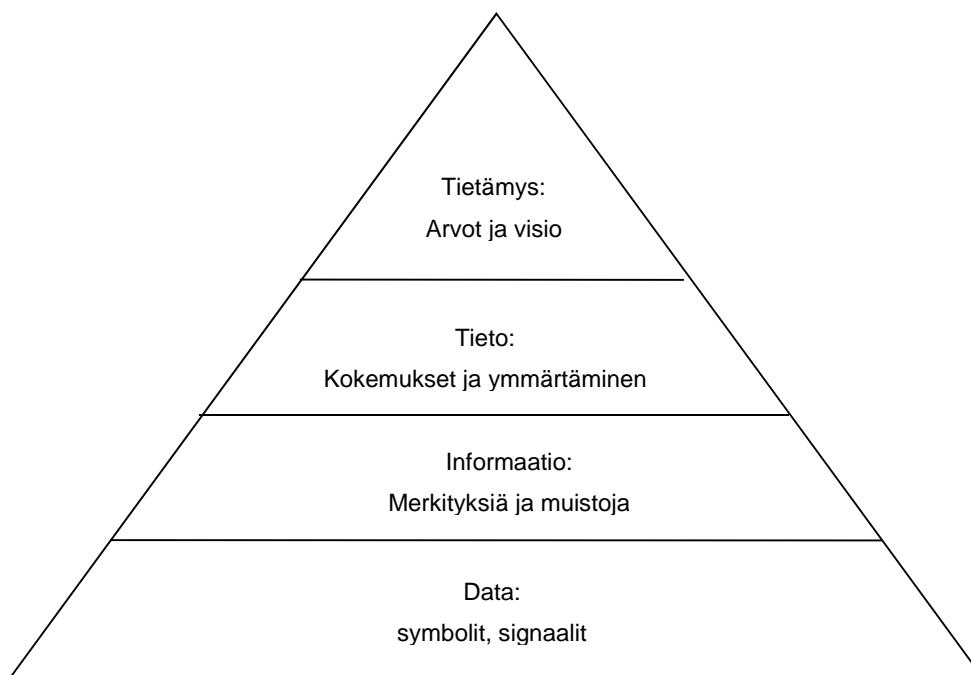 Tietämys:
Arvot ja visio
Tieto:
Kokemukset ja ymmärtäminen
Informaatio:
Merkityksiä ja muistoja
Data:
symbolit, signaalit